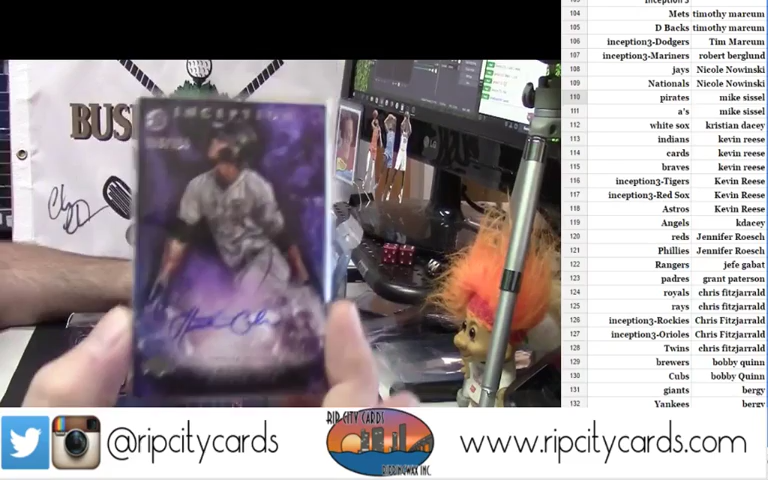 103 inception 3
104 Mets timothy marcum
105 D Backs timothy marcum
106 inception3-Dodgers Tim Marcum
107 inception3-Mariners robert berglund
108 jays Nicole Nowinski
109 Nationals Nicole Nowinski
110 pirates mike sissel
111 a's mike sissel
112 white sox kristian dacey
113 indians kevin reese
114 cards kevin reese
115 braves kevin reese
116 inception3-Tigers Kevin Reese
117 inception3-Red Sox Kevin Reese
118 Astros Kevin Reese
119 Angels kdacey
120 reds Jennifer Roesch
121 Phillies Jennifer Roesch
122 Rangers jefe gabat
123 padres grant paterson
124 royals chris fitzjarrald
125 rays chris fitzjarrald
126 inception3-Rockies Chris Fitzjarrald
127 inception3-Orioles Chris Fitzjarrald
128 Twins chris fitzjarrald
129 brewers bobby quinn
130 Cubs bobby Quinn
131 giants bergy
132 Yankees bergy
BUS
INCEPTI
@ripcitycards
RIP CITY CARDS
RIPPINGWAX INC.
www.ripcitycards.com